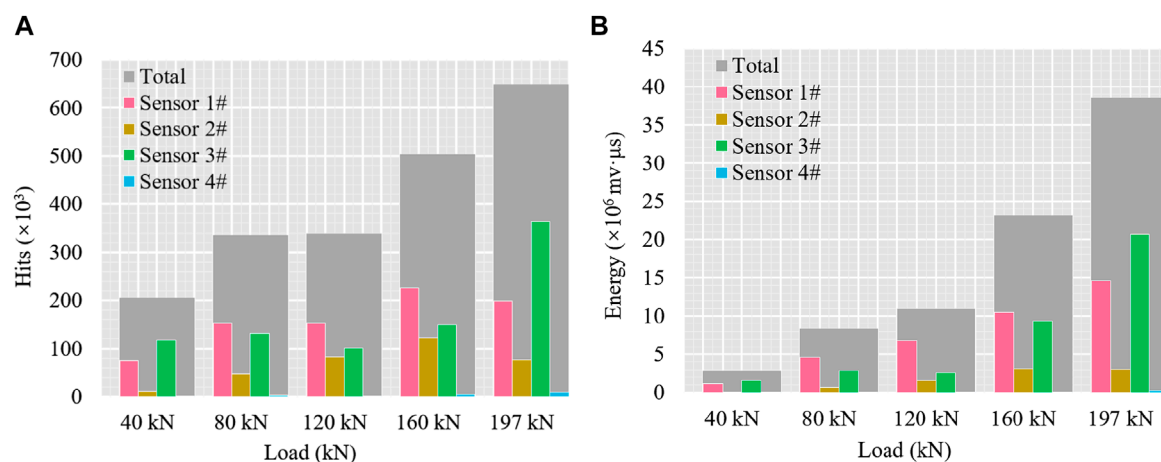 A
Hits (×10³)
700
600
500
400
300
200
100
0
Total
Sensor 1#
Sensor 2#
Sensor 3#
Sensor 4#
40 kN 80 kN 120 kN 160 kN 197 kN
Load (kN)
B
Energy (×10⁶ mv·μs)
45
40
35
30
25
20
15
10
5
0
Total
Sensor 1#
Sensor 2#
Sensor 3#
Sensor 4#
40 kN 80 kN 120 kN 160 kN 197 kN
Load (kN)